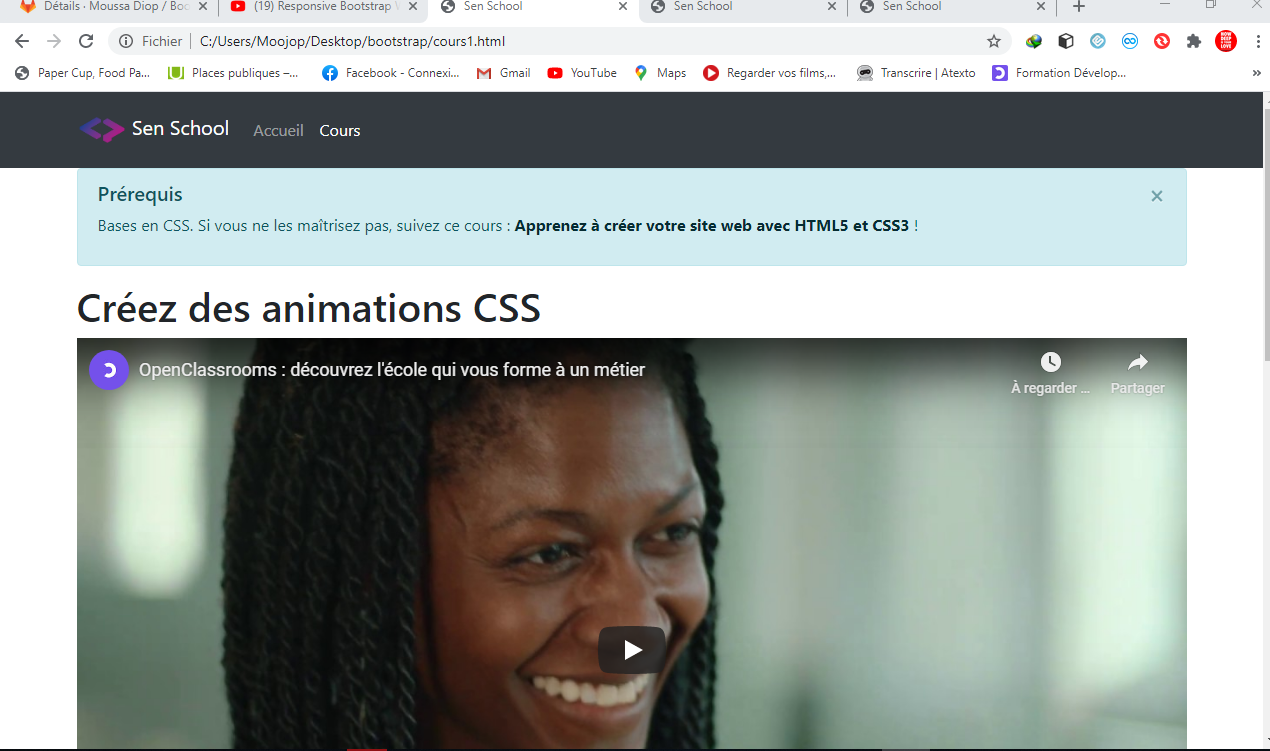 Détails · Moussa Diop / Boo
(19) Responsive Bootstrap
Sen School
Sen School
Sen School
Fichier
C:/Users/Moojop/Desktop/bootstrap/cours1.html
Paper Cup, Food Pa...
Places publiques –...
Facebook - Connexi...
Gmail
YouTube
Maps
Regarder vos films,...
Transcrire | Atexto
Formation Dévelop...
»
Sen School
Accueil
Cours
Prérequis
×
Bases en CSS. Si vous ne les maîtrisez pas, suivez ce cours : Apprenez à créer votre site web avec HTML5 et CSS3 !
Créez des animations CSS
OpenClassrooms : découvrez l'école qui vous forme à un métier
À regarder ...
Partager